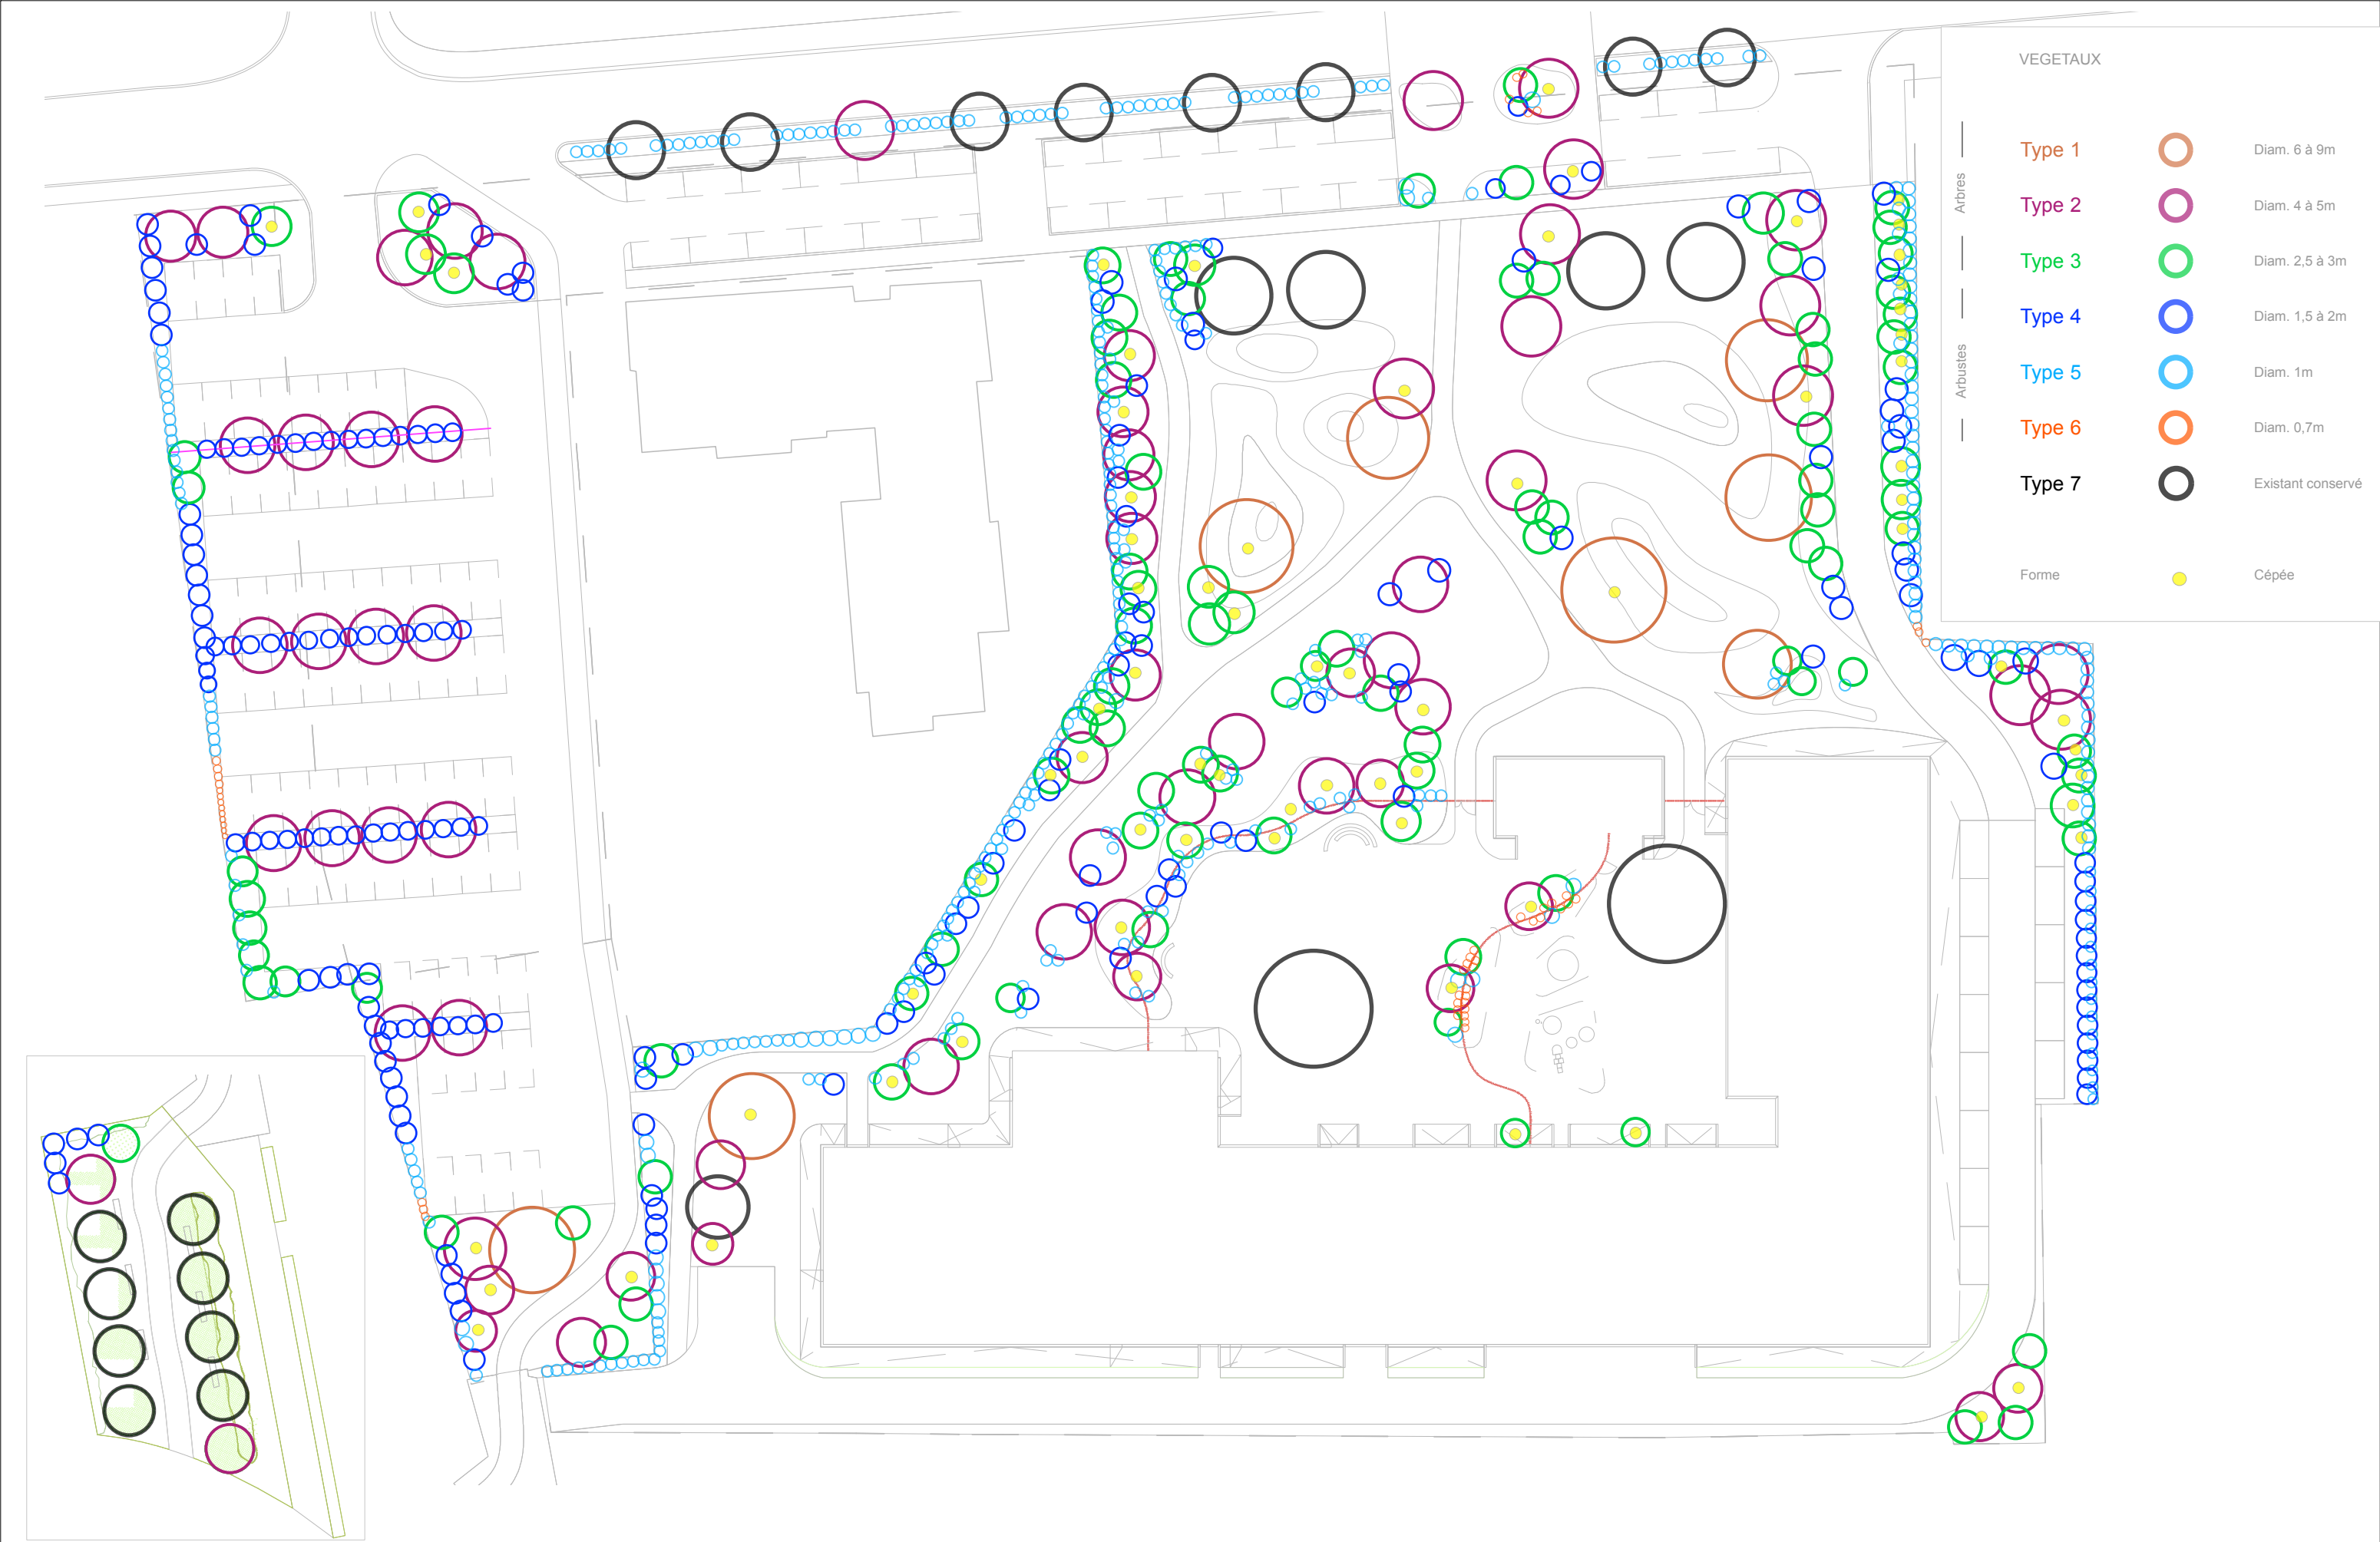 VEGETAUX
Arbres
Type 1 Diam. 6 à 9m
Type 2 Diam. 4 à 5m
Type 3 Diam. 2,5 à 3m
Arbustes
Type 4 Diam. 1,5 à 2m
Type 5 Diam. 1m
Type 6 Diam. 0,7m
Type 7 Existant conservé
Forme Cépée